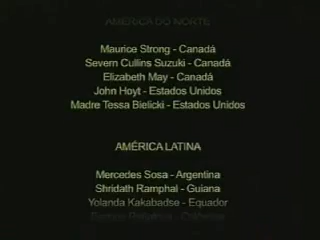 AMÉRICA DO NORTE
Maurice Strong - Canadá
Severn Cullins Suzuki - Canadá
Elizabeth May - Canadá
John Hoyt - Estados Unidos
Madre Tessa Bielicki - Estados Unidos
AMÉRICA LATINA
Mercedes Sosa - Argentina
Shridath Ramphal - Guiana
Yolanda Kakabadse - Equador